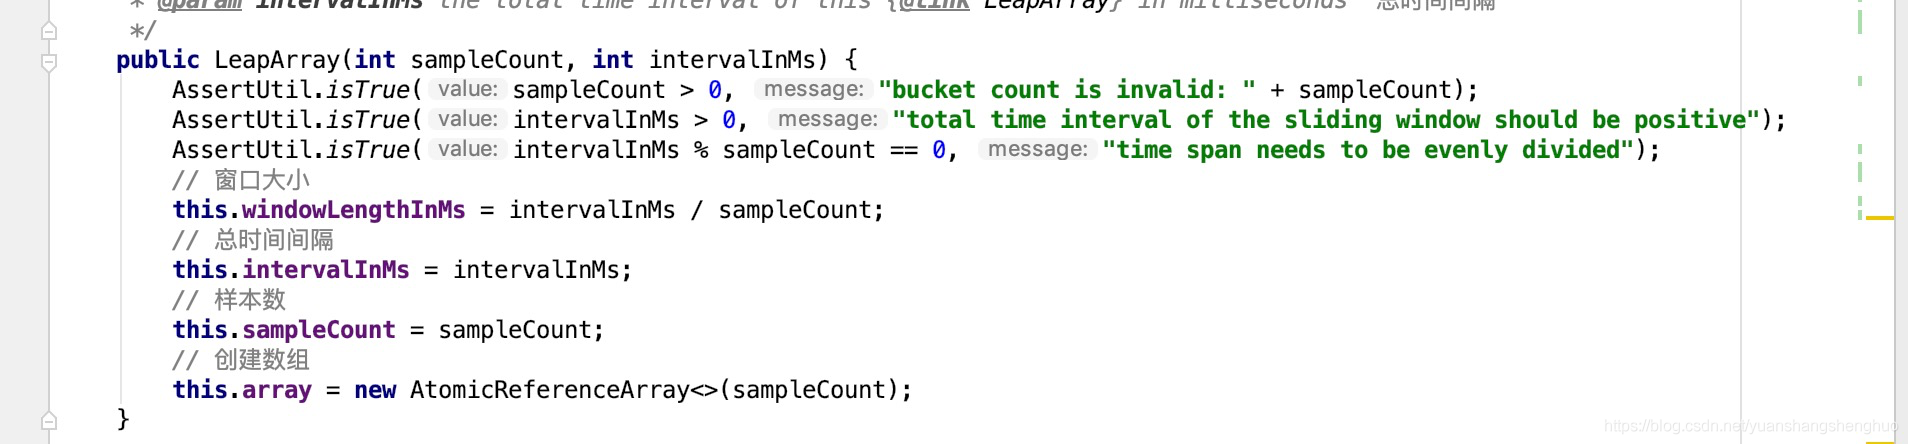 * @param intervalInMs the total time interval of this {@link LeapArray} in milliseconds 总时间间隔
*/
public LeapArray(int sampleCount, int intervalInMs) {
AssertUtil.isTrue( value: sampleCount > 0, message: "bucket count is invalid: " + sampleCount);
AssertUtil.isTrue( value: intervalInMs > 0, message: "total time interval of the sliding window should be positive");
AssertUtil.isTrue( value: intervalInMs % sampleCount == 0, message: "time span needs to be evenly divided");
// 窗口大小
this.windowLengthInMs = intervalInMs / sampleCount;
// 总时间间隔
this.intervalInMs = intervalInMs;
// 样本数
this.sampleCount = sampleCount;
// 创建数组
this.array = new AtomicReferenceArray<>(sampleCount);
}
https://blog.csdn.net/yuanshangshenghuo